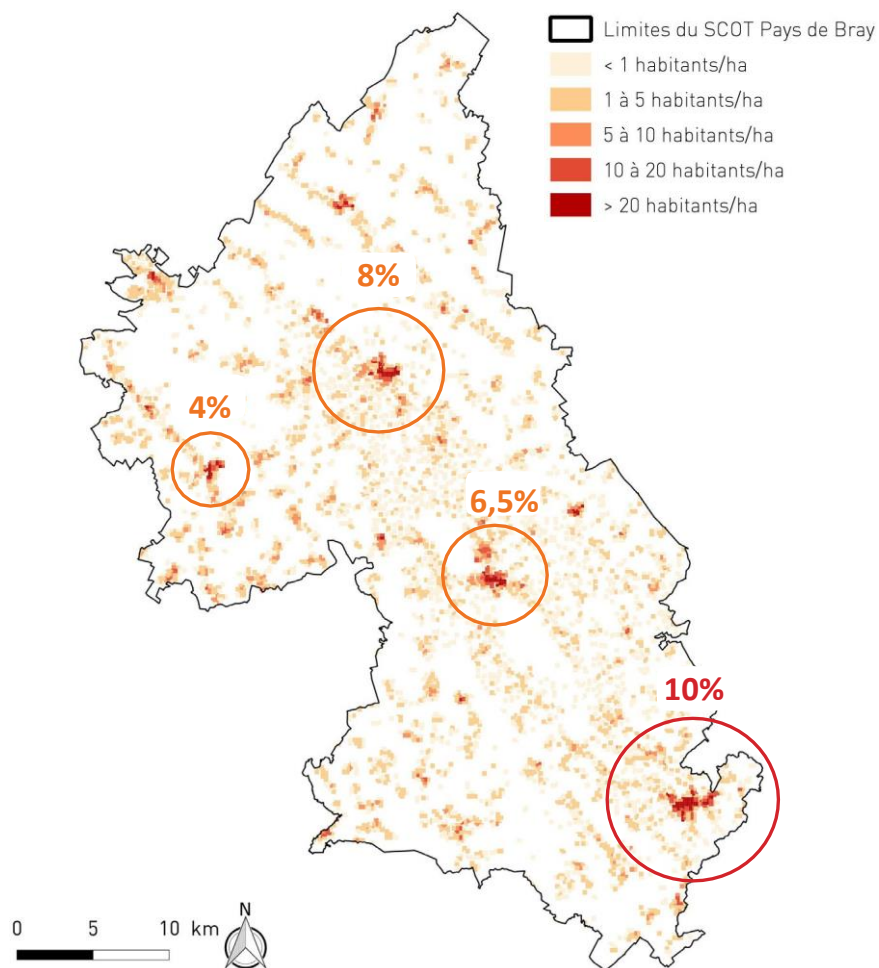 Limites du SCOT Pays de Bray
< 1 habitants/ha
1 à 5 habitants/ha
5 à 10 habitants/ha
10 à 20 habitants/ha
> 20 habitants/ha
8%
4%
6,5%
10%
0 5 10 km
N